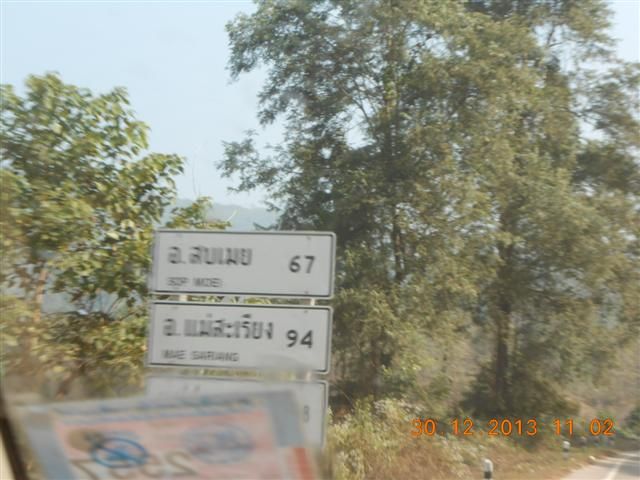 อ. สบเมย 67
SOP MOEI
อ. แม่สะเรียง 94
MAE SARIANG
30.12.2013 11:02